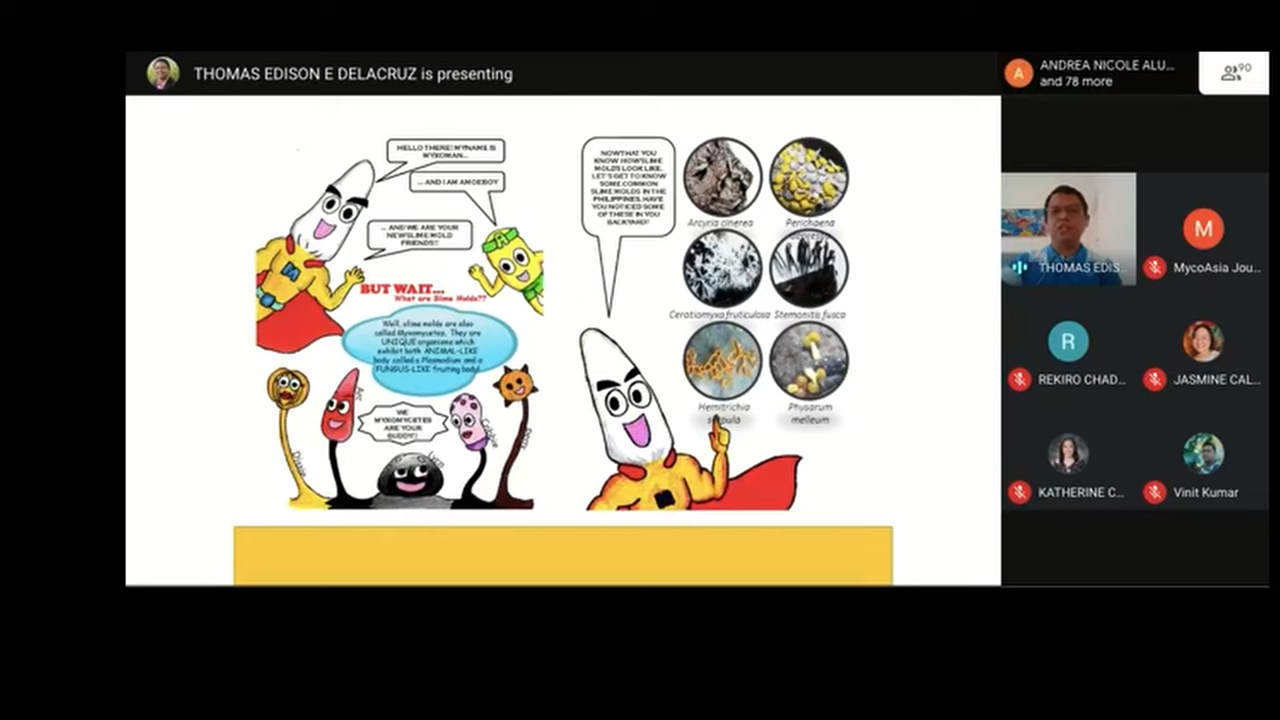 THOMAS EDISON E DELACRUZ is presenting
A
ANDREA NICOLE ALU...
and 78 more
90
HELLO THERE! MY NAME IS
MYKOMAN...
... AND I AM AMOEBOY
... AND WE ARE YOUR
NEW SLIME MOLD
FRIENDS!!
A
M
BUT WAIT...
What are Slime Molds??
Well, slime molds are also
called Myxomycetes. They are
UNIQUE organisms which
exhibit both ANIMAL-LIKE
body called a Plasmodium and a
FUNGUS-LIKE fruiting body!
WE
MYXOMYCETES
ARE YOUR
BUDDY!!
NOW THAT YOU
KNOW HOW SLIME
MOLDS LOOK LIKE.
LET'S GET TO KNOW
SOME COMMON
SLIME MOLDS IN THE
PHILIPPINES. HAVE
YOU NOTICED SOME
OF THESE IN YOU
BACKYARD?
Arcyria cinerea
Perichaena
Ceratiomyxa fruticulosa
Stemonitis fusca
Hemitrichia
serpula
Physarum
melleum
THOMAS EDIS...
M
MycoAsia Jou...
R
REKIRO CHAD...
JASMINE CAL...
KATHERINE C...
Vinit Kumar